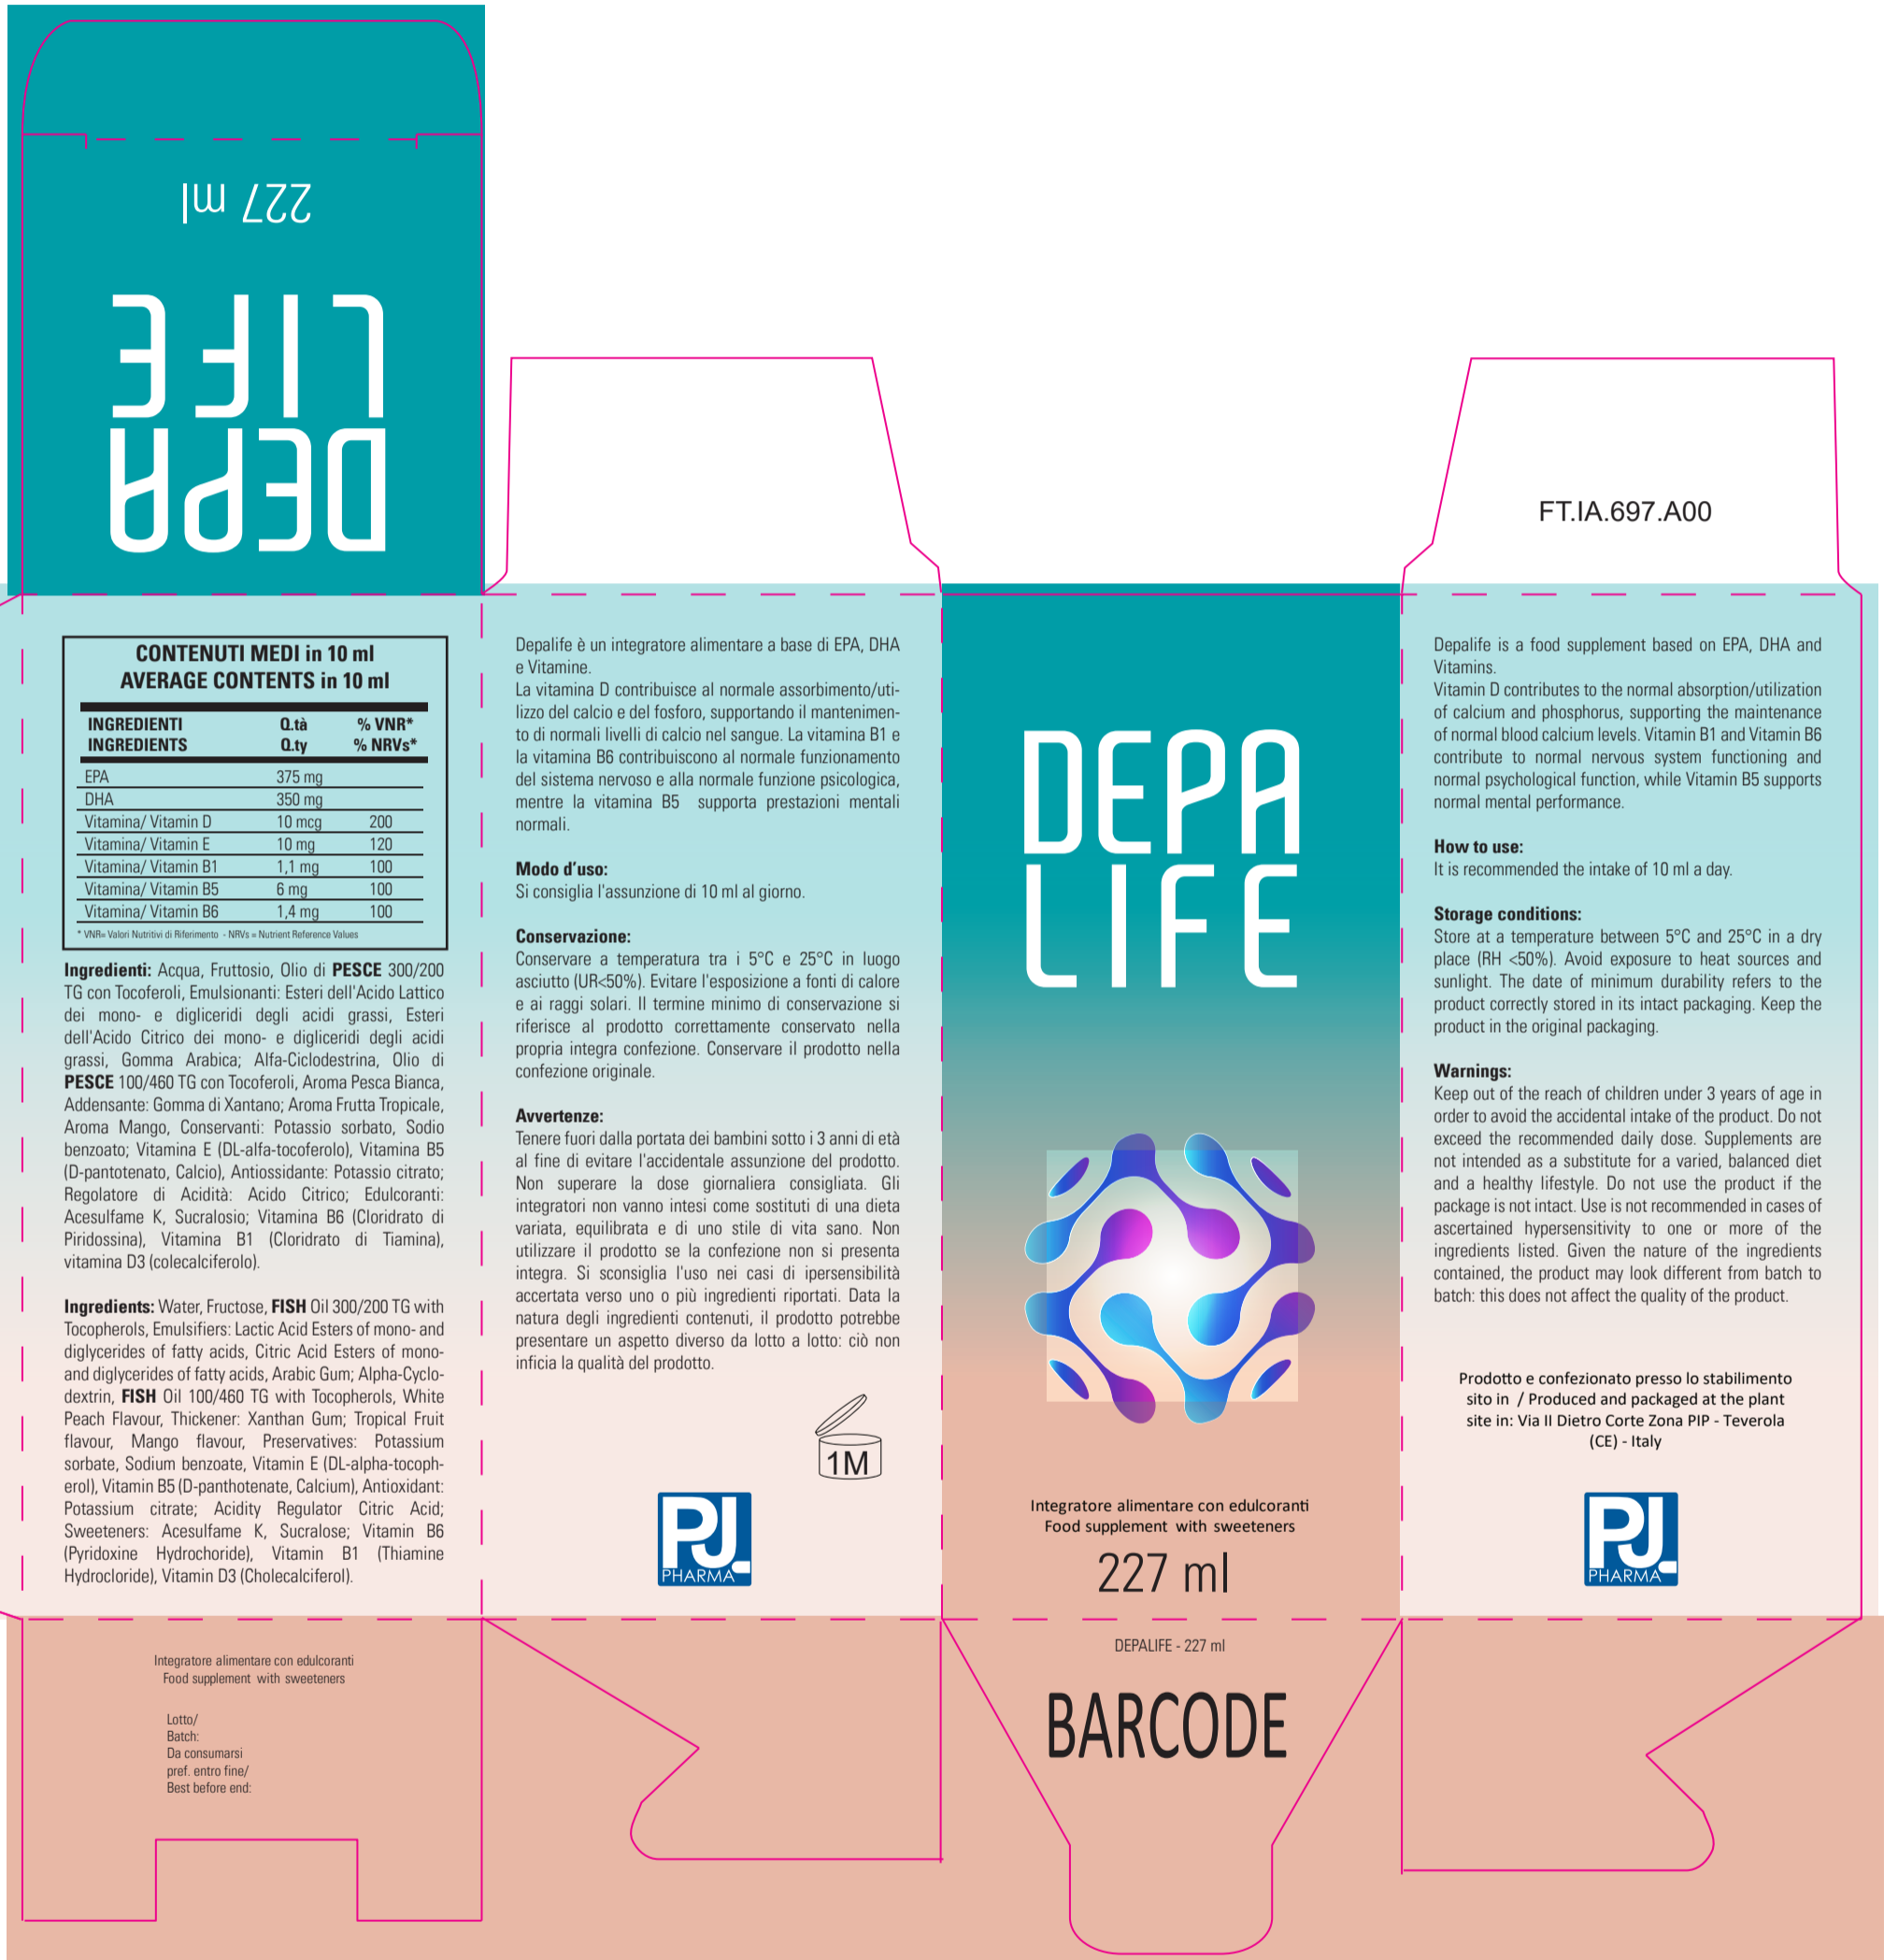 227 ml
DEPA
LIFE
FT.IA.697.A00
CONTENUTI MEDI in 10 ml
AVERAGE CONTENTS in 10 ml
INGREDIENTI Q.tà % VNR*
INGREDIENTS Q.ty % NRVs*
EPA 375 mg
DHA 350 mg
Vitamina/ Vitamin D 10 mcg 200
Vitamina/ Vitamin E 10 mg 120
Vitamina/ Vitamin B1 1,1 mg 100
Vitamina/ Vitamin B5 6 mg 100
Vitamina/ Vitamin B6 1,4 mg 100
* VNR= Valori Nutritivi di Riferimento - NRVs = Nutrient Reference Values
Ingredienti: Acqua, Fruttosio, Olio di PESCE 300/200
TG con Tocoferoli, Emulsionanti: Esteri dell'Acido Lattico
dei mono- e digliceridi degli acidi grassi, Esteri
dell'Acido Citrico dei mono- e digliceridi degli acidi
grassi, Gomma Arabica; Alfa-Ciclodestrina, Olio di
PESCE 100/460 TG con Tocoferoli, Aroma Pesca Bianca,
Addensante: Gomma di Xantano; Aroma Frutta Tropicale,
Aroma Mango, Conservanti: Potassio sorbato, Sodio
benzoato; Vitamina E (DL-alfa-tocoferolo), Vitamina B5
(D-pantotenato, Calcio), Antiossidante: Potassio citrato;
Regolatore di Acidità: Acido Citrico; Edulcoranti:
Acesulfame K, Sucralosio; Vitamina B6 (Cloridrato di
Piridossina), Vitamina B1 (Cloridrato di Tiamina),
vitamina D3 (colecalciferolo).
Ingredients: Water, Fructose, FISH Oil 300/200 TG with
Tocopherols, Emulsifiers: Lactic Acid Esters of mono- and
diglycerides of fatty acids, Citric Acid Esters of mono-
and diglycerides of fatty acids, Arabic Gum; Alpha-Cyclo-
dextrin, FISH Oil 100/460 TG with Tocopherols, White
Peach Flavour, Thickener: Xanthan Gum; Tropical Fruit
flavour, Mango flavour, Preservatives: Potassium
sorbate, Sodium benzoate, Vitamin E (DL-alpha-tocoph-
erol), Vitamin B5 (D-panthotenate, Calcium), Antioxidant:
Potassium citrate; Acidity Regulator Citric Acid;
Sweeteners: Acesulfame K, Sucralose; Vitamin B6
(Pyridoxine Hydrochoride), Vitamin B1 (Thiamine
Hydrocloride), Vitamin D3 (Cholecalciferol).
Integratore alimentare con edulcoranti
Food supplement with sweeteners
Lotto/
Batch:
Da consumarsi
pref. entro fine/
Best before end:
Depalife è un integratore alimentare a base di EPA, DHA
e Vitamine.
La vitamina D contribuisce al normale assorbimento/uti-
lizzo del calcio e del fosforo, supportando il mantenimen-
to di normali livelli di calcio nel sangue. La vitamina B1 e
la vitamina B6 contribuiscono al normale funzionamento
del sistema nervoso e alla normale funzione psicologica,
mentre la vitamina B5 supporta prestazioni mentali
normali.
Modo d'uso:
Si consiglia l'assunzione di 10 ml al giorno.
Conservazione:
Conservare a temperatura tra i 5°C e 25°C in luogo
asciutto (UR<50%). Evitare l'esposizione a fonti di calore
e ai raggi solari. Il termine minimo di conservazione si
riferisce al prodotto correttamente conservato nella
propria integra confezione. Conservare il prodotto nella
confezione originale.
Avvertenze:
Tenere fuori dalla portata dei bambini sotto i 3 anni di età
al fine di evitare l'accidentale assunzione del prodotto.
Non superare la dose giornaliera consigliata. Gli
integratori non vanno intesi come sostituti di una dieta
variata, equilibrata e di uno stile di vita sano. Non
utilizzare il prodotto se la confezione non si presenta
integra. Si sconsiglia l'uso nei casi di ipersensibilità
accertata verso uno o più ingredienti riportati. Data la
natura degli ingredienti contenuti, il prodotto potrebbe
presentare un aspetto diverso da lotto a lotto: ciò non
inficia la qualità del prodotto.
1M
PJ
PHARMA
DEPA
LIFE
Integratore alimentare con edulcoranti
Food supplement with sweeteners
227 ml
DEPALIFE - 227 ml
BARCODE
Depalife is a food supplement based on EPA, DHA and
Vitamins.
Vitamin D contributes to the normal absorption/utilization
of calcium and phosphorus, supporting the maintenance
of normal blood calcium levels. Vitamin B1 and Vitamin B6
contribute to normal nervous system functioning and
normal psychological function, while Vitamin B5 supports
normal mental performance.
How to use:
It is recommended the intake of 10 ml a day.
Storage conditions:
Store at a temperature between 5°C and 25°C in a dry
place (RH <50%). Avoid exposure to heat sources and
sunlight. The date of minimum durability refers to the
product correctly stored in its intact packaging. Keep the
product in the original packaging.
Warnings:
Keep out of the reach of children under 3 years of age in
order to avoid the accidental intake of the product. Do not
exceed the recommended daily dose. Supplements are
not intended as a substitute for a varied, balanced diet
and a healthy lifestyle. Do not use the product if the
package is not intact. Use is not recommended in cases of
ascertained hypersensitivity to one or more of the
ingredients listed. Given the nature of the ingredients
contained, the product may look different from batch to
batch: this does not affect the quality of the product.
Prodotto e confezionato presso lo stabilimento
sito in / Produced and packaged at the plant
site in: Via II Dietro Corte Zona PIP - Teverola
(CE) - Italy
PJ
PHARMA